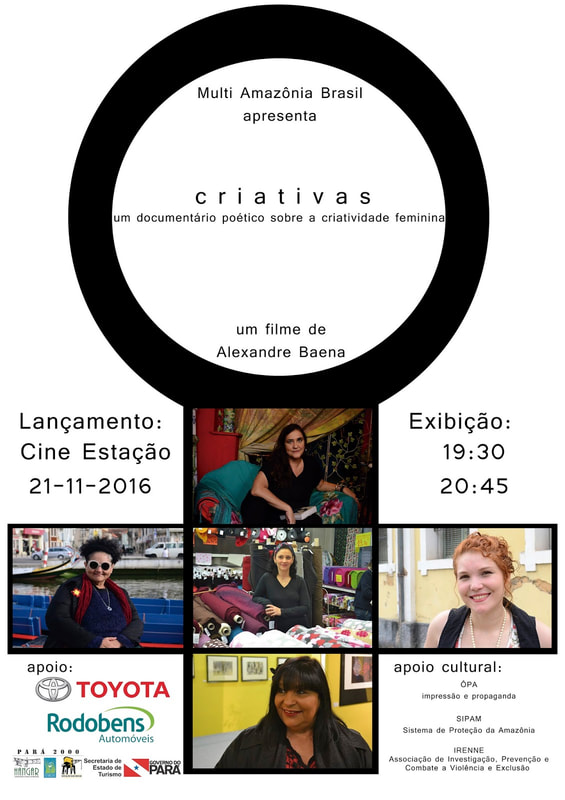 Multi Amazônia Brasil
apresenta
criativas
um documentário poético sobre a criatividade feminina
um filme de
Alexandre Baena
Lançamento:
Cine Estação
21-11-2016
Exibição:
19:30
20:45
apoio:
TOYOTA
Rodobens
Automóveis
PARÁ 2000
HANGAR
Secretaria de
Estado de
Turismo
GOVERNO DO
PARÁ
apoio cultural:
ÔPA
impressão e propaganda
SIPAM
Sistema de Proteção da Amazônia
IRENNE
Associação de Investigação, Prevenção e
Combate a Violência e Exclusão